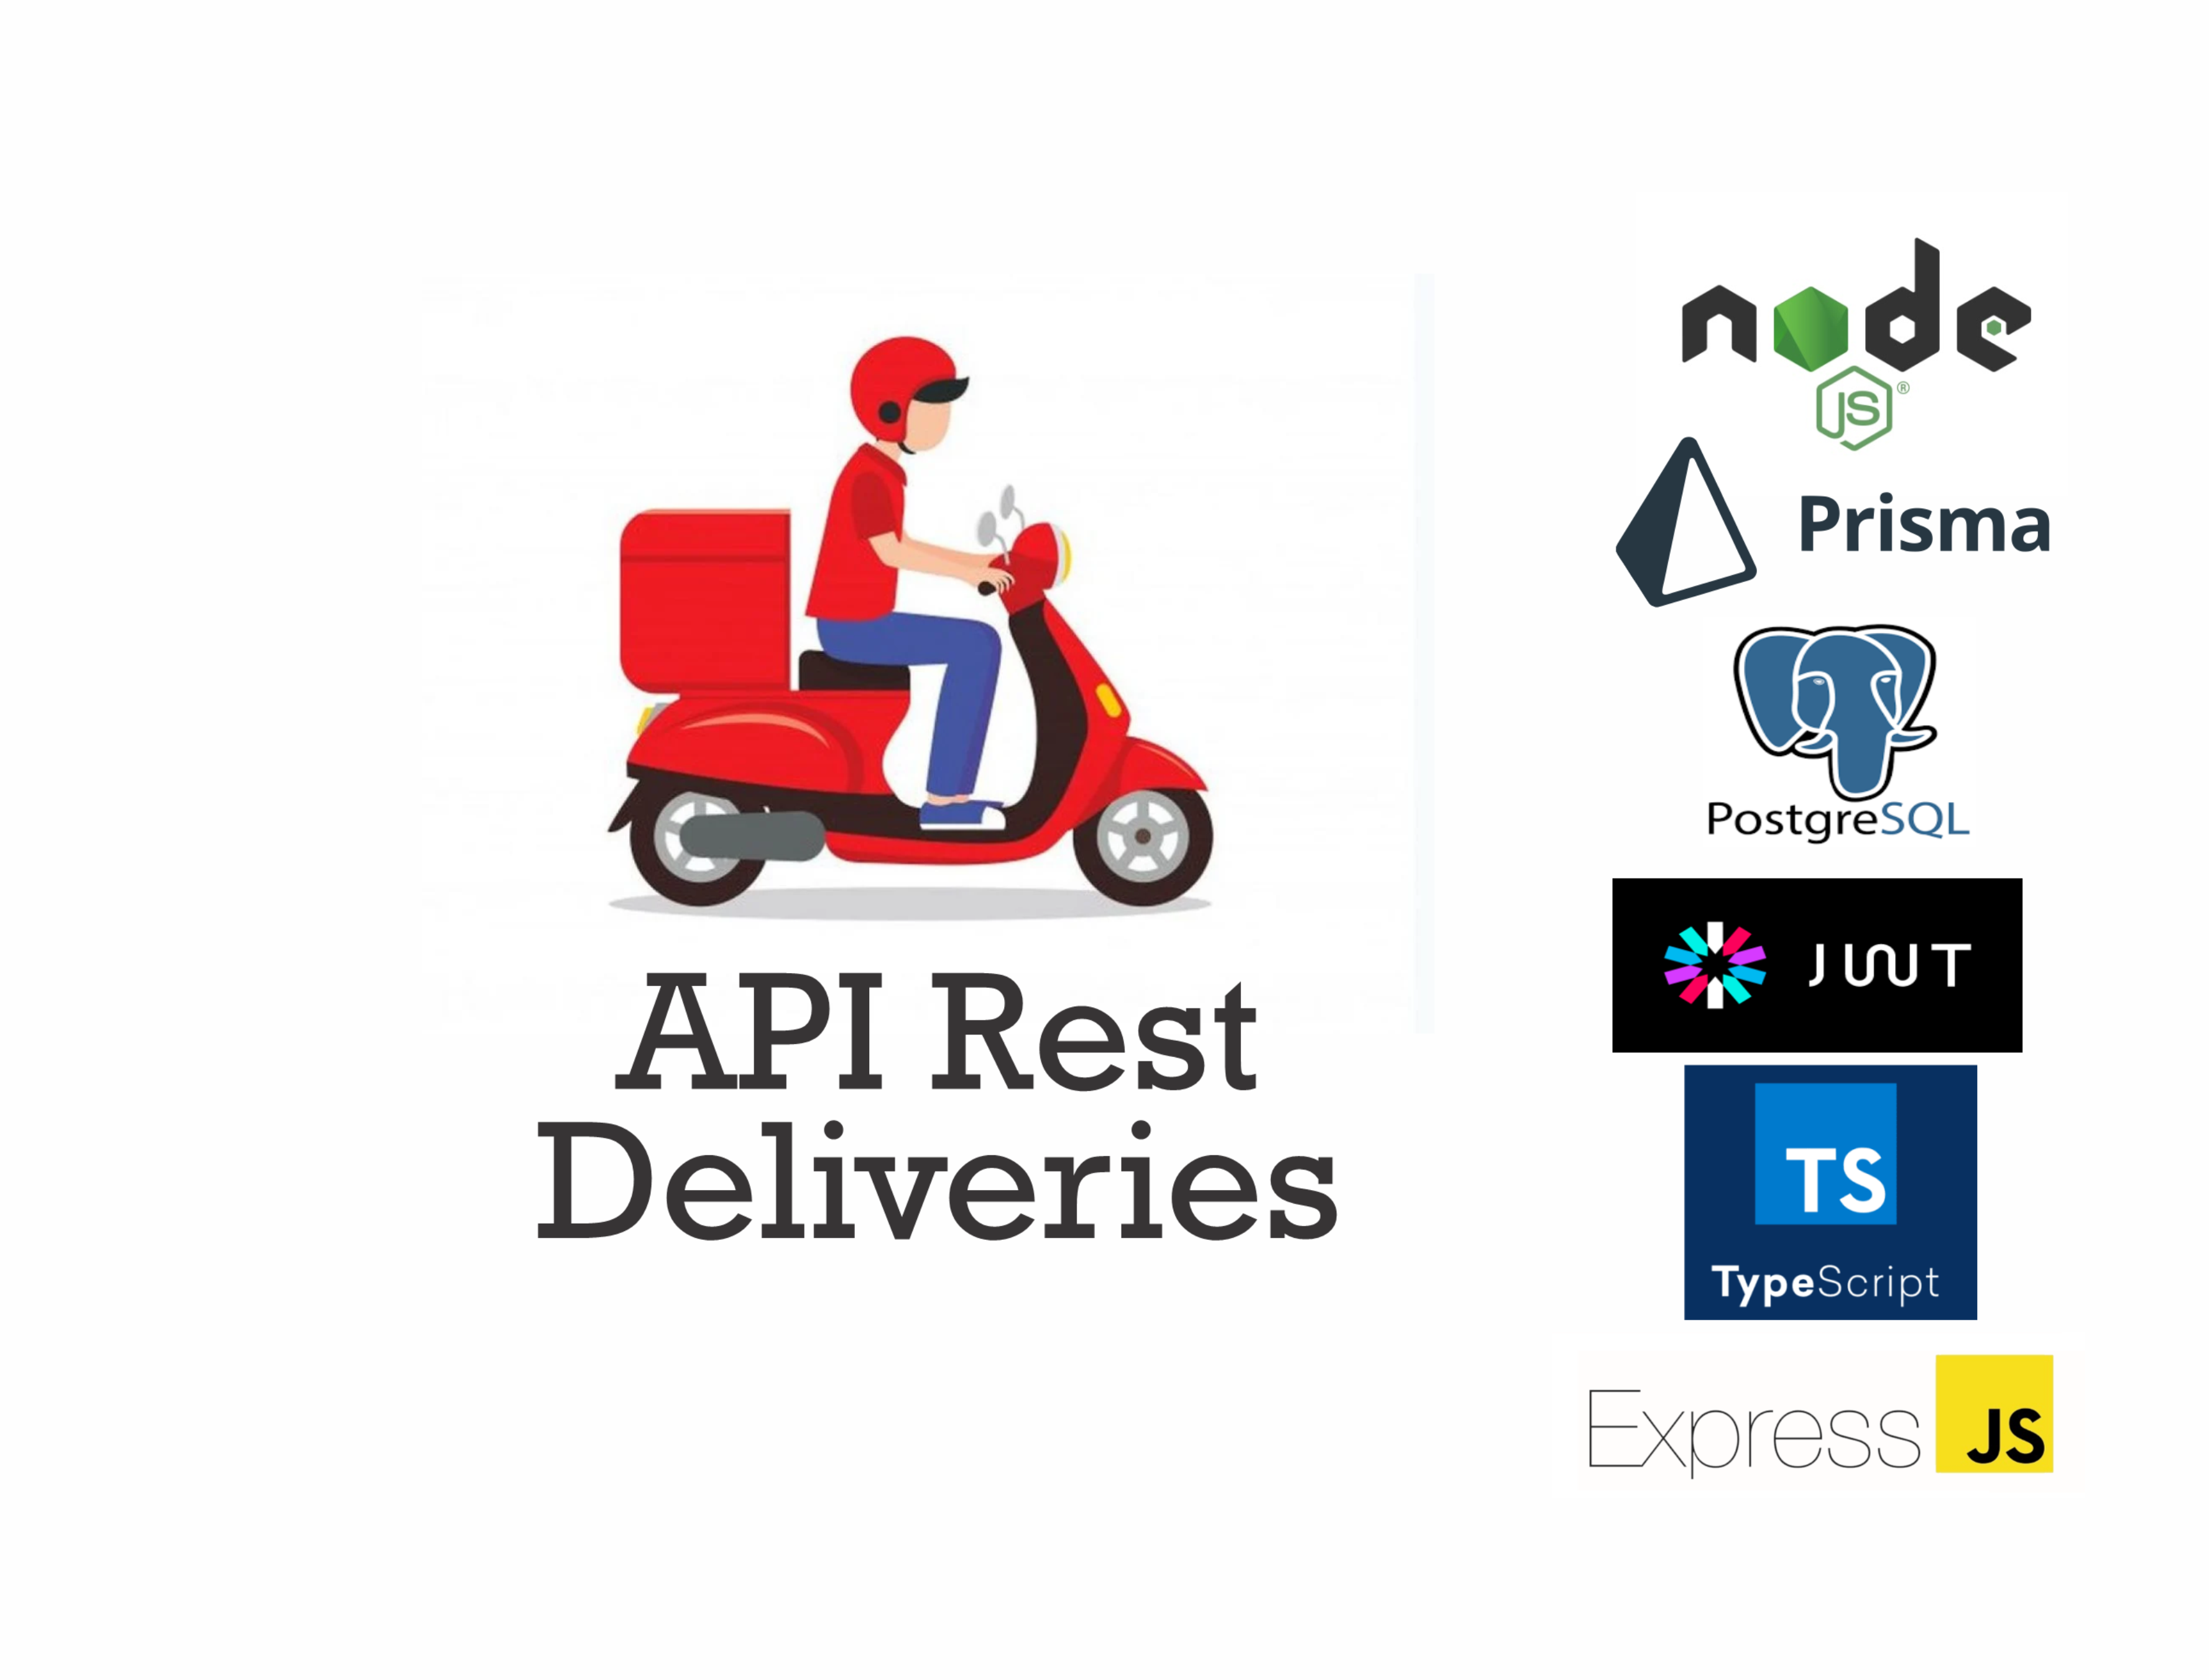 API Rest
Deliveries
node
JS®
Prisma
PostgreSQL
JWT
TS
TypeScript
Express JS